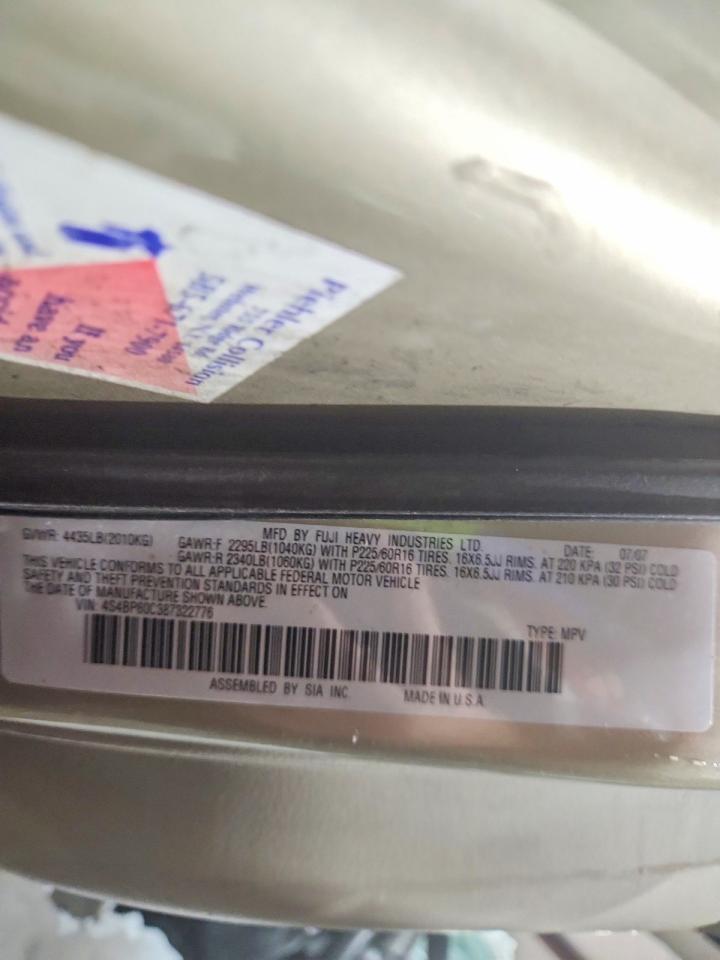 Piehler Collision
If you
have an
GVWR: 4435LB(2010KG)
MFD BY FUJI HEAVY INDUSTRIES LTD.
DATE: 07/07
GAWR:F 2295LB(1040KG) WITH P225/60R16 TIRES. 16X6.5JJ RIMS. AT 220 KPA (32 PSI) COLD
GAWR:R 2340LB(1060KG) WITH P225/60R16 TIRES. 16X6.5JJ RIMS. AT 210 KPA (30 PSI) COLD
THIS VEHICLE CONFORMS TO ALL APPLICABLE FEDERAL MOTOR VEHICLE
SAFETY AND THEFT PREVENTION STANDARDS IN EFFECT ON
THE DATE OF MANUFACTURE SHOWN ABOVE.
VIN: 4S4BP60C387322776
TYPE: MPV
ASSEMBLED BY SIA INC.
MADE IN U.S.A.